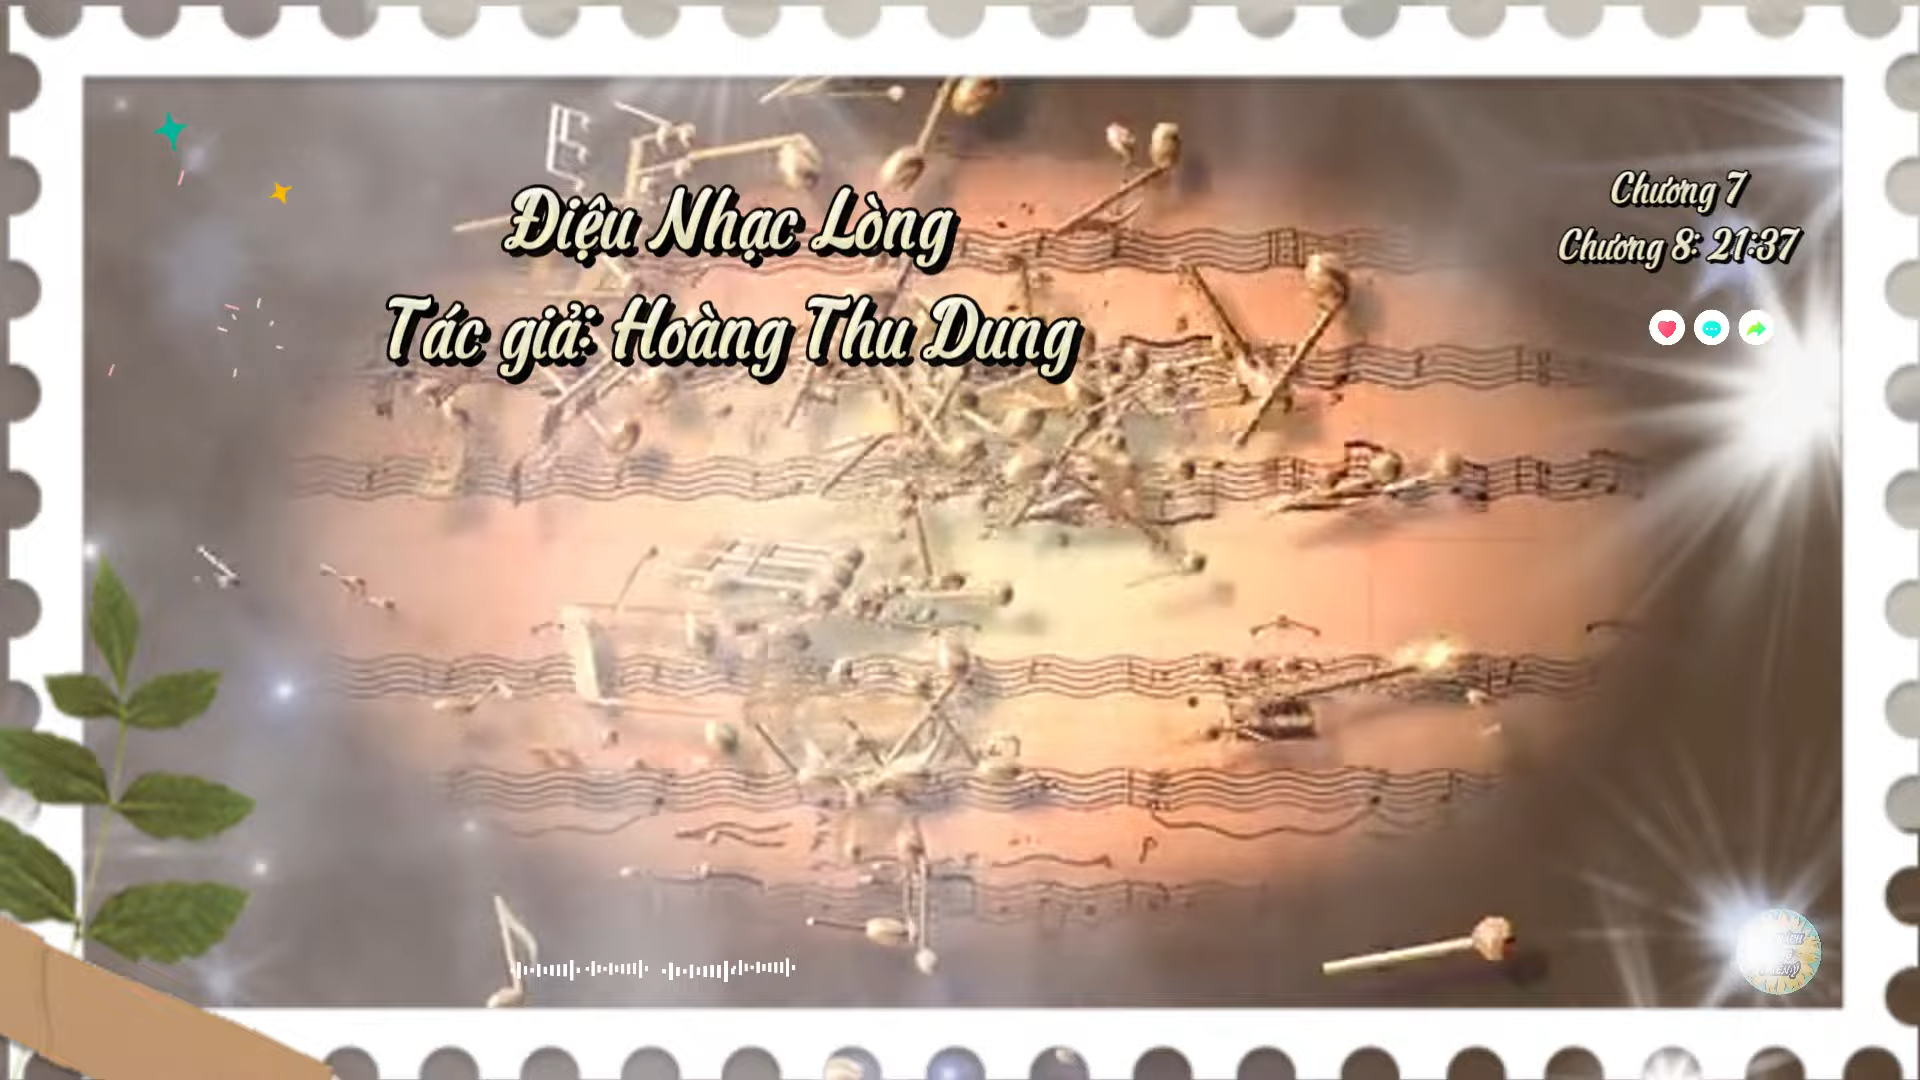 Điệu Nhạc Lòng
Tác giả: Hoàng Thu Dung
Chương 7
Chương 8: 21:37